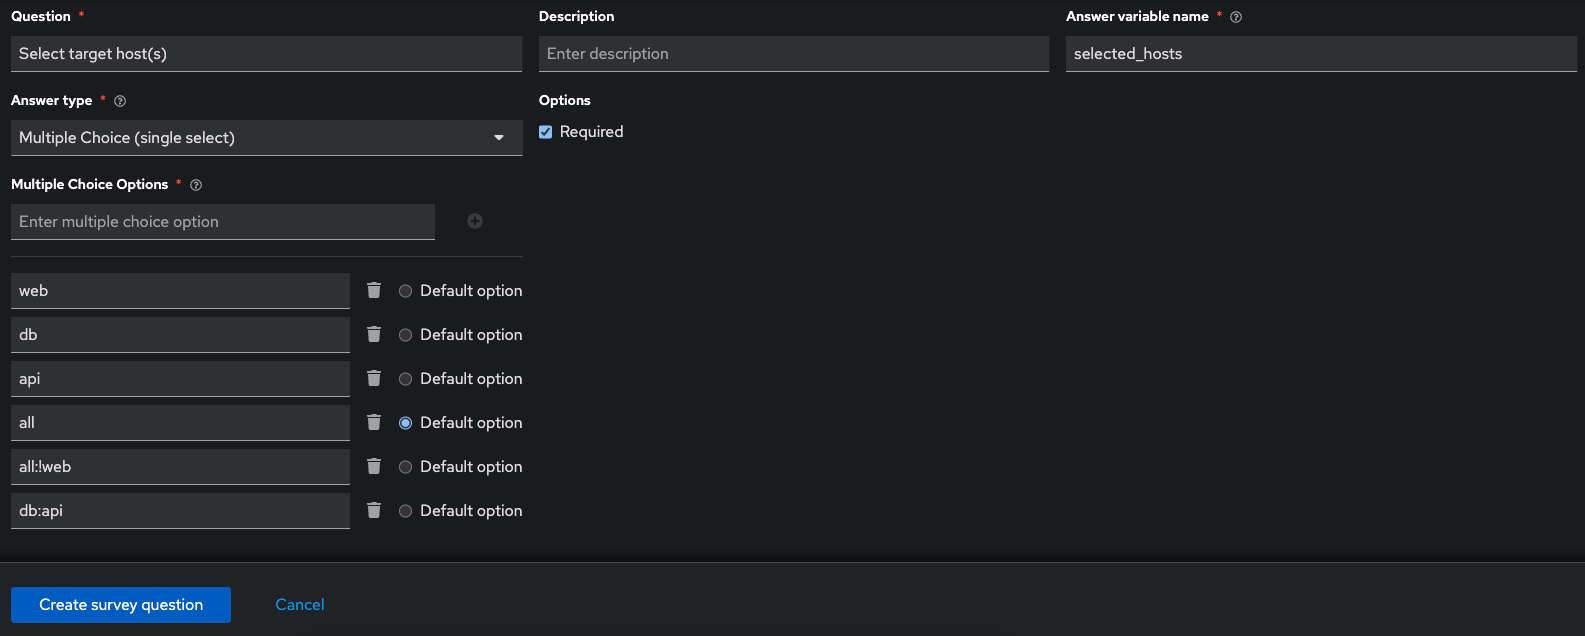 Question *
Description
Answer variable name *
Select target host(s)
Enter description
selected_hosts
Answer type *
Options
Multiple Choice (single select)
Required
Multiple Choice Options *
Enter multiple choice option
web
Default option
db
Default option
api
Default option
all
Default option
all:!web
Default option
db:api
Default option
Create survey question
Cancel